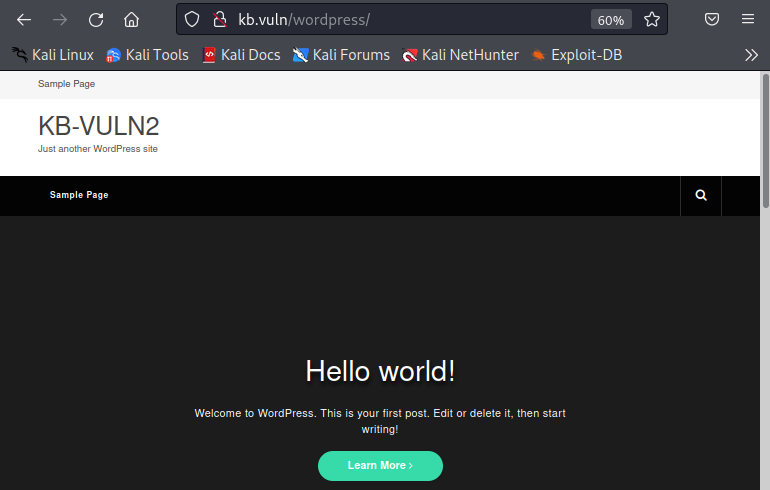 kb.vuln/wordpress/ 60%
Kali Linux Kali Tools Kali Docs Kali Forums Kali NetHunter Exploit-DB
Sample Page
KB-VULN2
Just another WordPress site
Sample Page
Hello world!
Welcome to WordPress. This is your first post. Edit or delete it, then start
writing!
Learn More ›